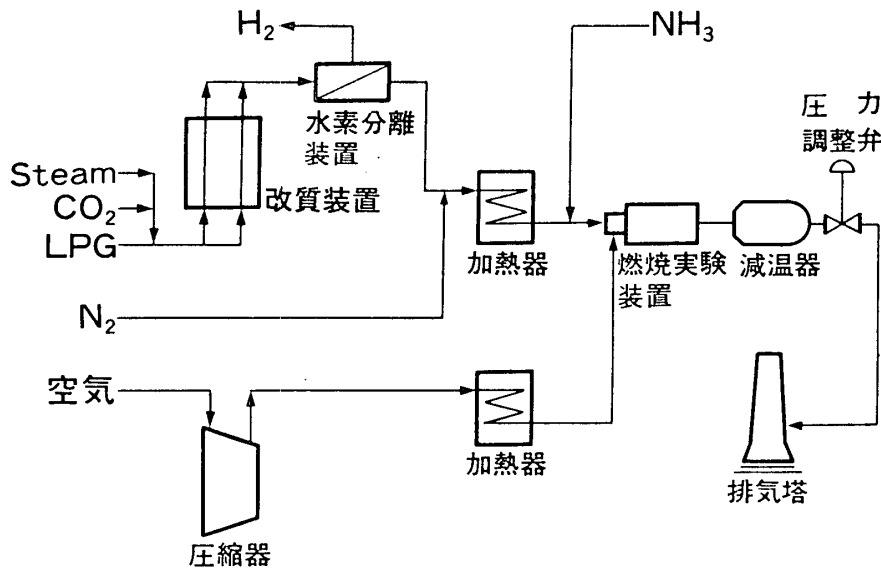 H₂
NH₃
水素分離
装置
圧力
調整弁
Steam
CO₂
LPG
改質装置
加熱器
燃焼実験
装置
減温器
N₂
空気
加熱器
圧縮器
排気塔